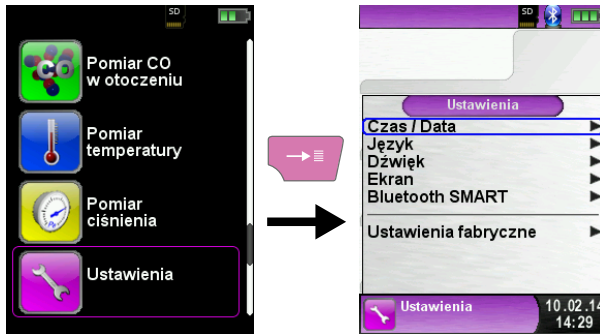 SD
CO
Pomiar CO
w otoczeniu
Pomiar
temperatury
Pomiar
ciśnienia
Ustawienia
SD
Ustawienia
Czas / Data
Język
Dźwięk
Ekran
Bluetooth SMART
Ustawienia fabryczne
Ustawienia
10.02.14
14:29